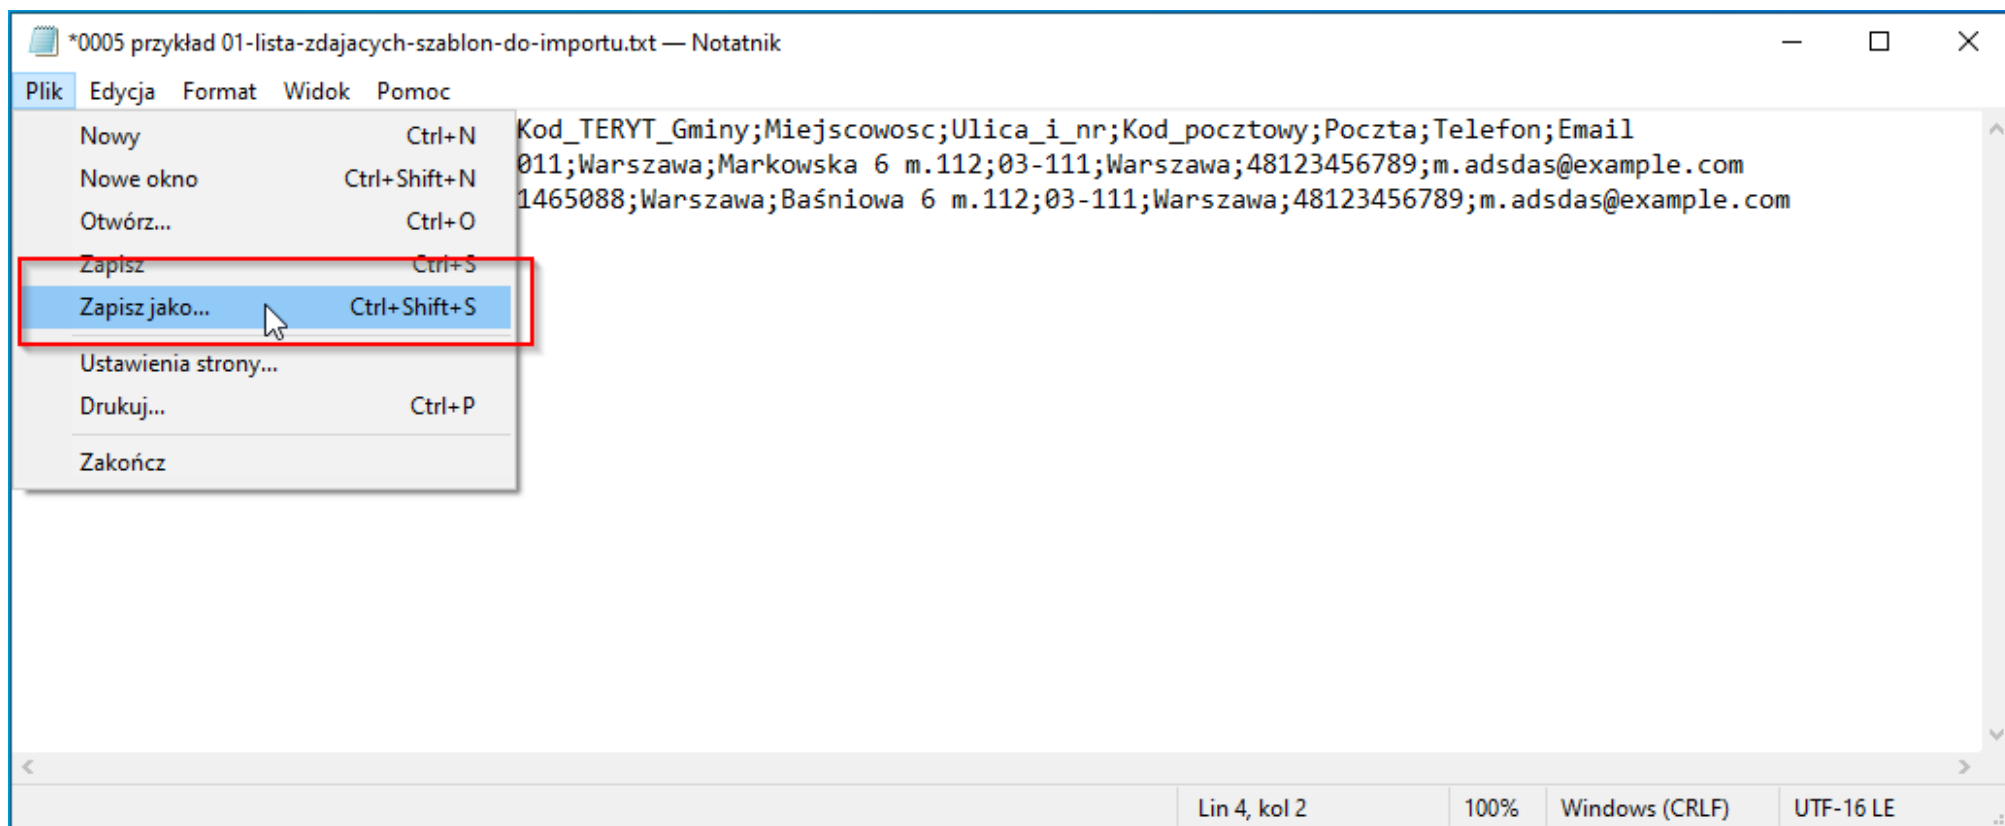 *0005 przykład 01-lista-zdajacych-szablon-do-importu.txt — Notatnik
Plik Edycja Format Widok Pomoc
Nowy Ctrl+N
Nowe okno Ctrl+Shift+N
Otwórz... Ctrl+O
Zapisz Ctrl+S
Zapisz jako... Ctrl+Shift+S
Ustawienia strony...
Drukuj... Ctrl+P
Zakończ
Kod_TERYT_Gminy;Miejscowosc;Ulica_i_nr;Kod_pocztowy;Poczta;Telefon;Email
011;Warszawa;Markowska 6 m.112;03-111;Warszawa;48123456789;m.adsdas@example.com
1465088;Warszawa;Baśniowa 6 m.112;03-111;Warszawa;48123456789;m.adsdas@example.com
Lin 4, kol 2 100% Windows (CRLF) UTF-16 LE